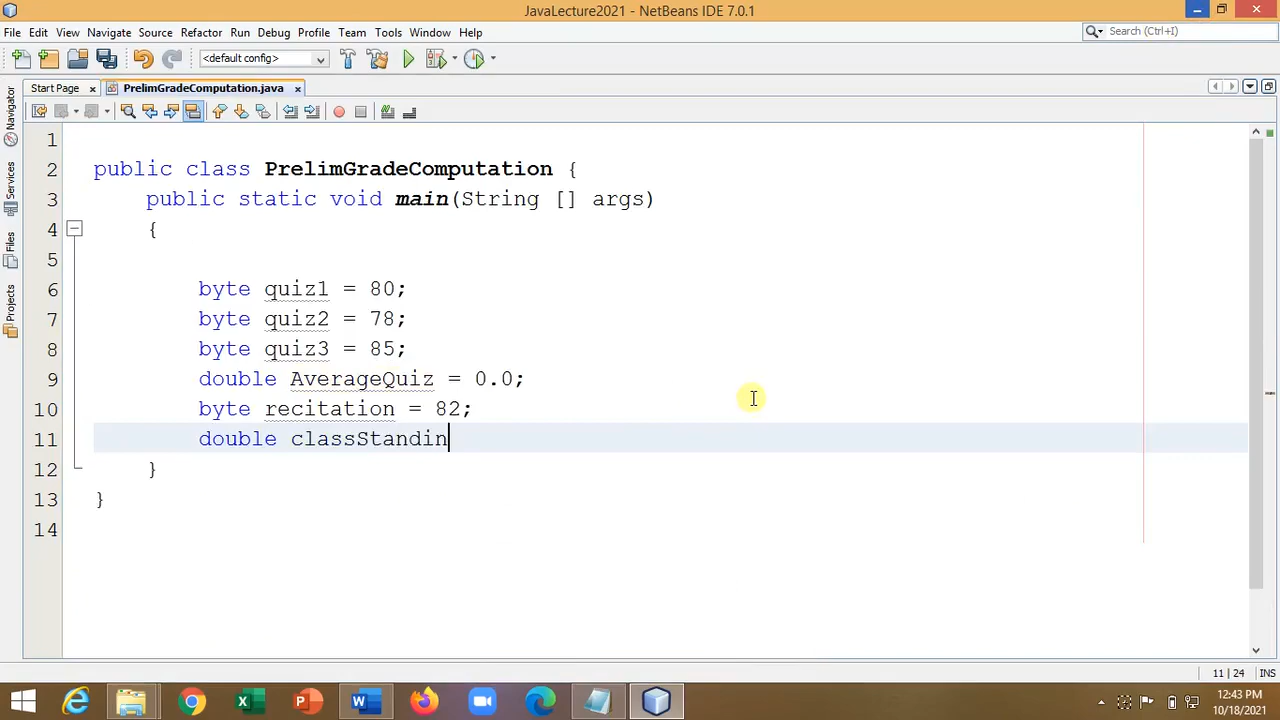 JavaLecture2021 - NetBeans IDE 7.0.1
File Edit View Navigate Source Refactor Run Debug Profile Team Tools Window Help
Search (Ctrl+I)
<default config>
Start Page PrelimGradeComputation.java
Navigator
Services
Files
Projects
1
2 public class PrelimGradeComputation {
3 public static void main(String [] args)
4 {
5
6 byte quiz1 = 80;
7 byte quiz2 = 78;
8 byte quiz3 = 85;
9 double AverageQuiz = 0.0;
10 byte recitation = 82;
11 double classStandin
12 }
13 }
14
11 | 24 INS
12:43 PM
10/18/2021